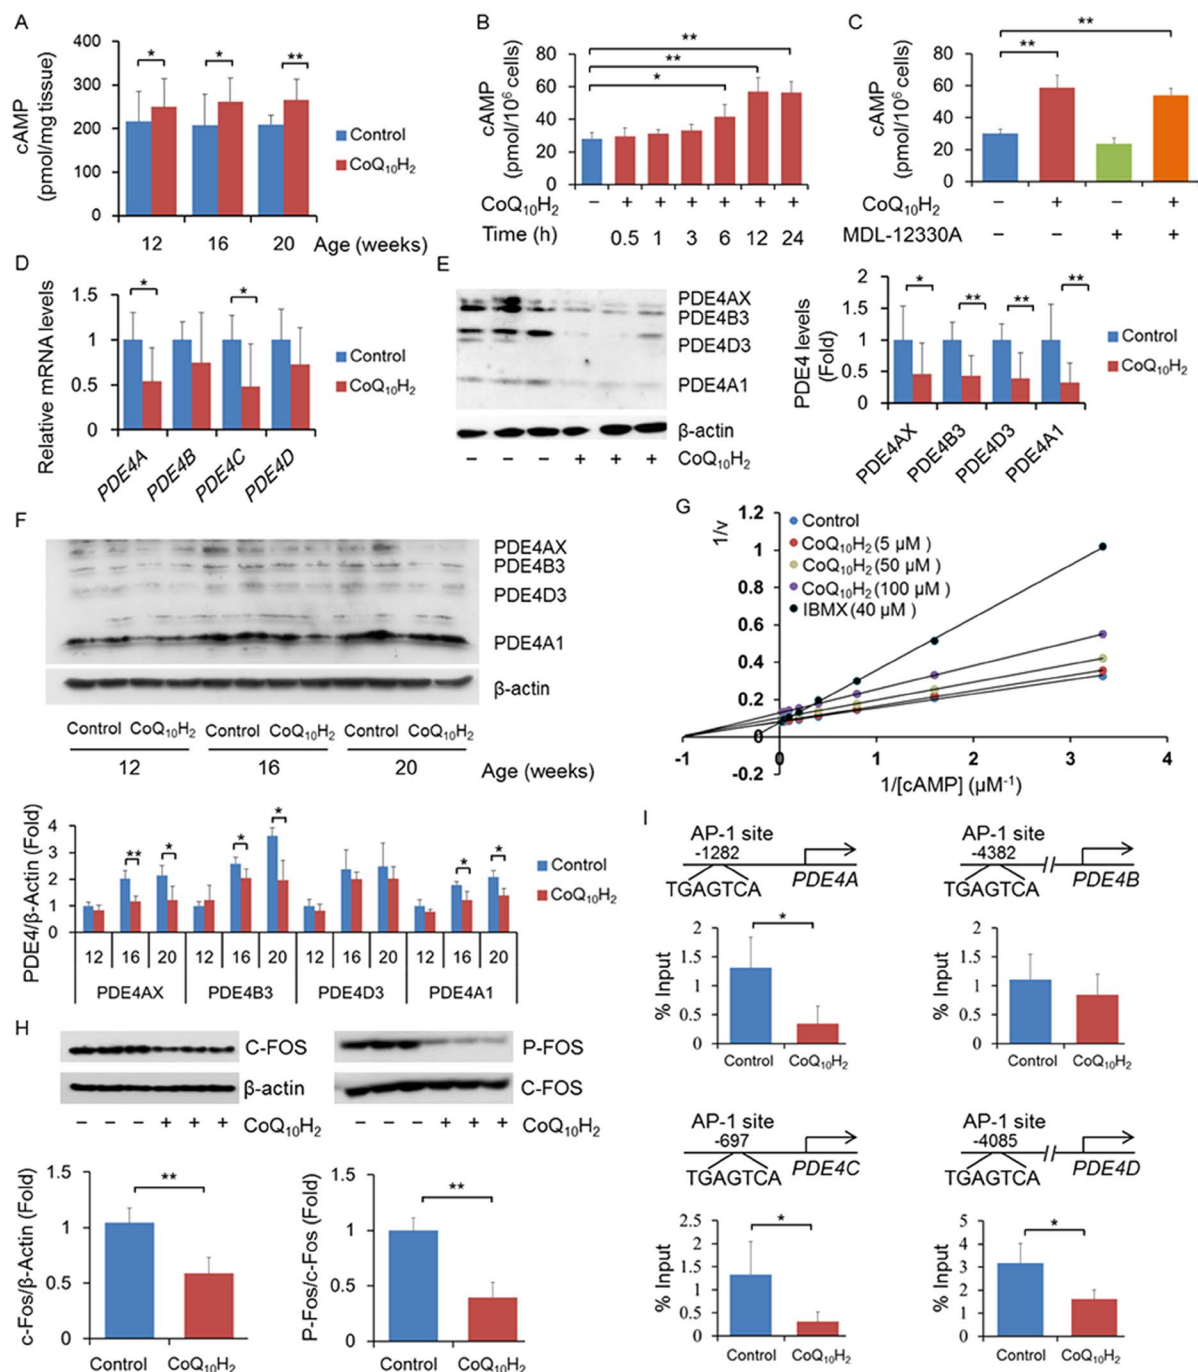 A
cAMP
(pmol/mg tissue)
400
300
200
100
0
*
*
**
Control
CoQ10H2
12
16
20
Age (weeks)
B
cAMP
(pmol/10^6 cells)
80
60
40
20
0
**
**
*
CoQ10H2
− + + + + + +
Time (h)
0.5 1 3 6 12 24
C
cAMP
(pmol/10^6 cells)
80
60
40
20
0
**
**
CoQ10H2
− + − +
MDL-12330A
− − + +
D
Relative mRNA levels
1.5
1
0.5
0
*
*
Control
CoQ10H2
PDE4A
PDE4B
PDE4C
PDE4D
E
PDE4AX
PDE4B3
PDE4D3
PDE4A1
β-actin
− − − + + + CoQ10H2
PDE4 levels
(Fold)
2
1.5
1
0.5
0
*
**
**
**
Control
CoQ10H2
PDE4AX
PDE4B3
PDE4D3
PDE4A1
F
PDE4AX
PDE4B3
PDE4D3
PDE4A1
β-actin
Control CoQ10H2 Control CoQ10H2 Control CoQ10H2
12 16 20 Age (weeks)
PDE4/β-Actin (Fold)
4
3
2
1
0
**
*
*
*
*
*
Control
CoQ10H2
12 16 20 12 16 20 12 16 20 12 16 20
PDE4AX PDE4B3 PDE4D3 PDE4A1
G
1/v
1.2
1
0.8
0.6
0.4
0.2
0
-0.2
Control
CoQ10H2 (5 μM )
CoQ10H2 (50 μM )
CoQ10H2 (100 μM )
IBMX (40 μM )
-1 0 1 2 3 4
1/[cAMP] (μM-1)
H
C-FOS
β-actin
− − − + + + CoQ10H2
P-FOS
C-FOS
− − − + + + CoQ10H2
c-Fos/β-Actin (Fold)
1.5
1
0.5
0
**
Control CoQ10H2
P-Fos/c-Fos (Fold)
1.5
1
0.5
0
**
Control CoQ10H2
I
AP-1 site
-1282
TGAGTCA
PDE4A
% Input
2
1.5
1
0.5
0
*
Control CoQ10H2
AP-1 site
-4382
TGAGTCA
PDE4B
% Input
2
1.5
1
0.5
0
Control CoQ10H2
AP-1 site
-697
TGAGTCA
PDE4C
% Input
2.5
2
1.5
1
0.5
0
*
Control CoQ10H2
AP-1 site
-4085
TGAGTCA
PDE4D
% Input
5
4
3
2
1
0
*
Control CoQ10H2